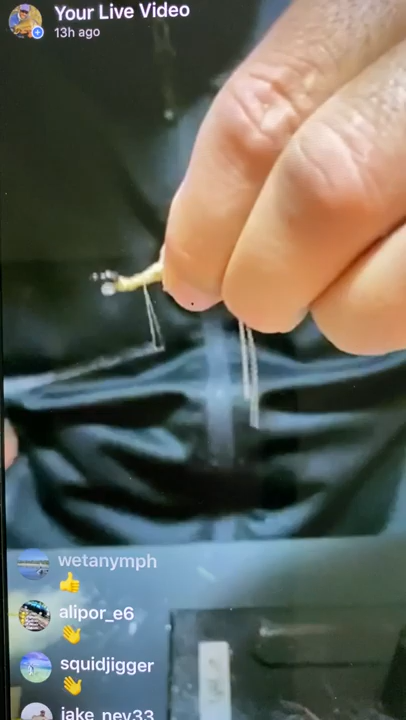 Your Live Video
13h ago
wetanymph
👍
alipor_e6
👋
squidjigger
👋
jake_nev33